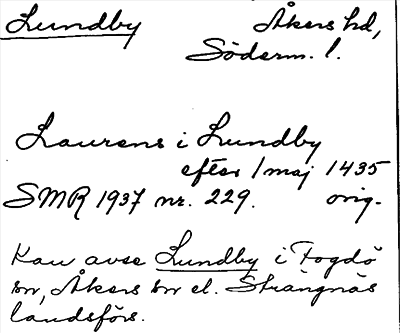 Lundby Åkers hd,
Söderm. l.
Laurens i Lundby
efter 1 maj 1435
SMR 1937 nr. 229. orig.
Kan avse Lundby i Fogdö
sn, Åkers sn el. Strängnäs
landsförs.